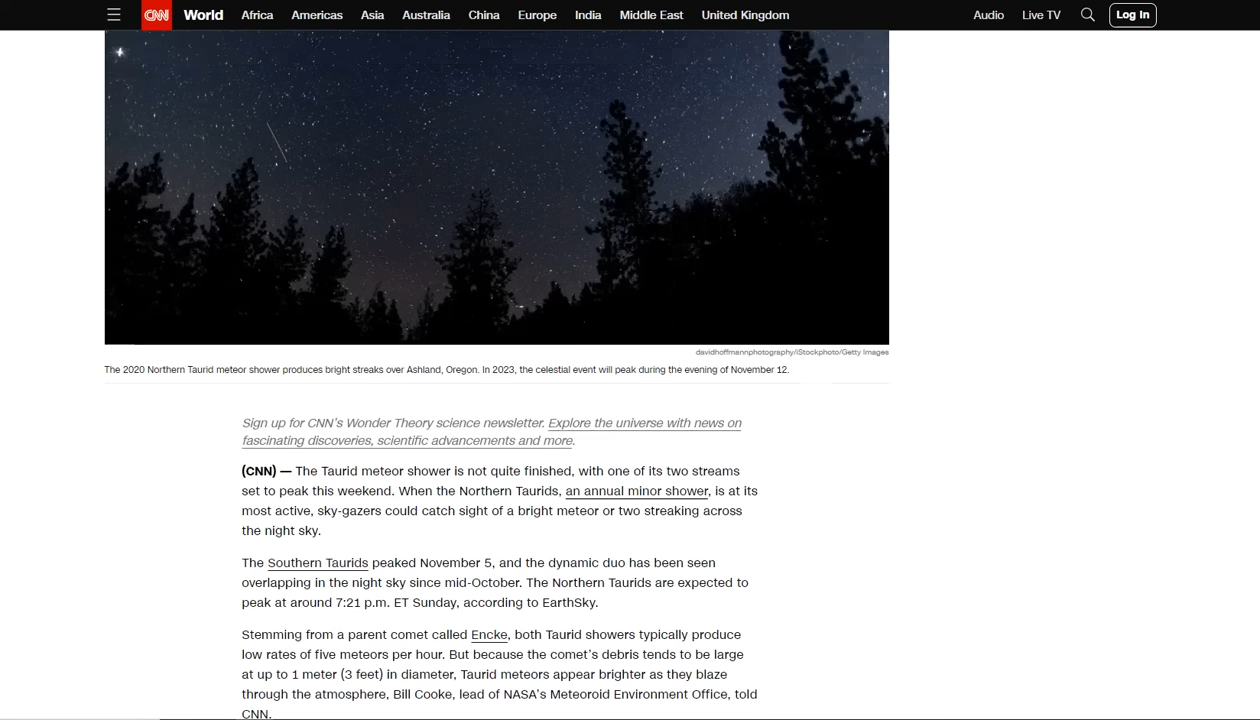 CNN World Africa Americas Asia Australia China Europe India Middle East United Kingdom Audio Live TV Log In
davidhoffmannphotography/iStockphoto/Getty Images
The 2020 Northern Taurid meteor shower produces bright streaks over Ashland, Oregon. In 2023, the celestial event will peak during the evening of November 12.
Sign up for CNN's Wonder Theory science newsletter. Explore the universe with news on
fascinating discoveries, scientific advancements and more.
(CNN) — The Taurid meteor shower is not quite finished, with one of its two streams
set to peak this weekend. When the Northern Taurids, an annual minor shower, is at its
most active, sky-gazers could catch sight of a bright meteor or two streaking across
the night sky.
The Southern Taurids peaked November 5, and the dynamic duo has been seen
overlapping in the night sky since mid-October. The Northern Taurids are expected to
peak at around 7:21 p.m. ET Sunday, according to EarthSky.
Stemming from a parent comet called Encke, both Taurid showers typically produce
low rates of five meteors per hour. But because the comet's debris tends to be large
at up to 1 meter (3 feet) in diameter, Taurid meteors appear brighter as they blaze
through the atmosphere, Bill Cooke, lead of NASA's Meteoroid Environment Office, told
CNN.